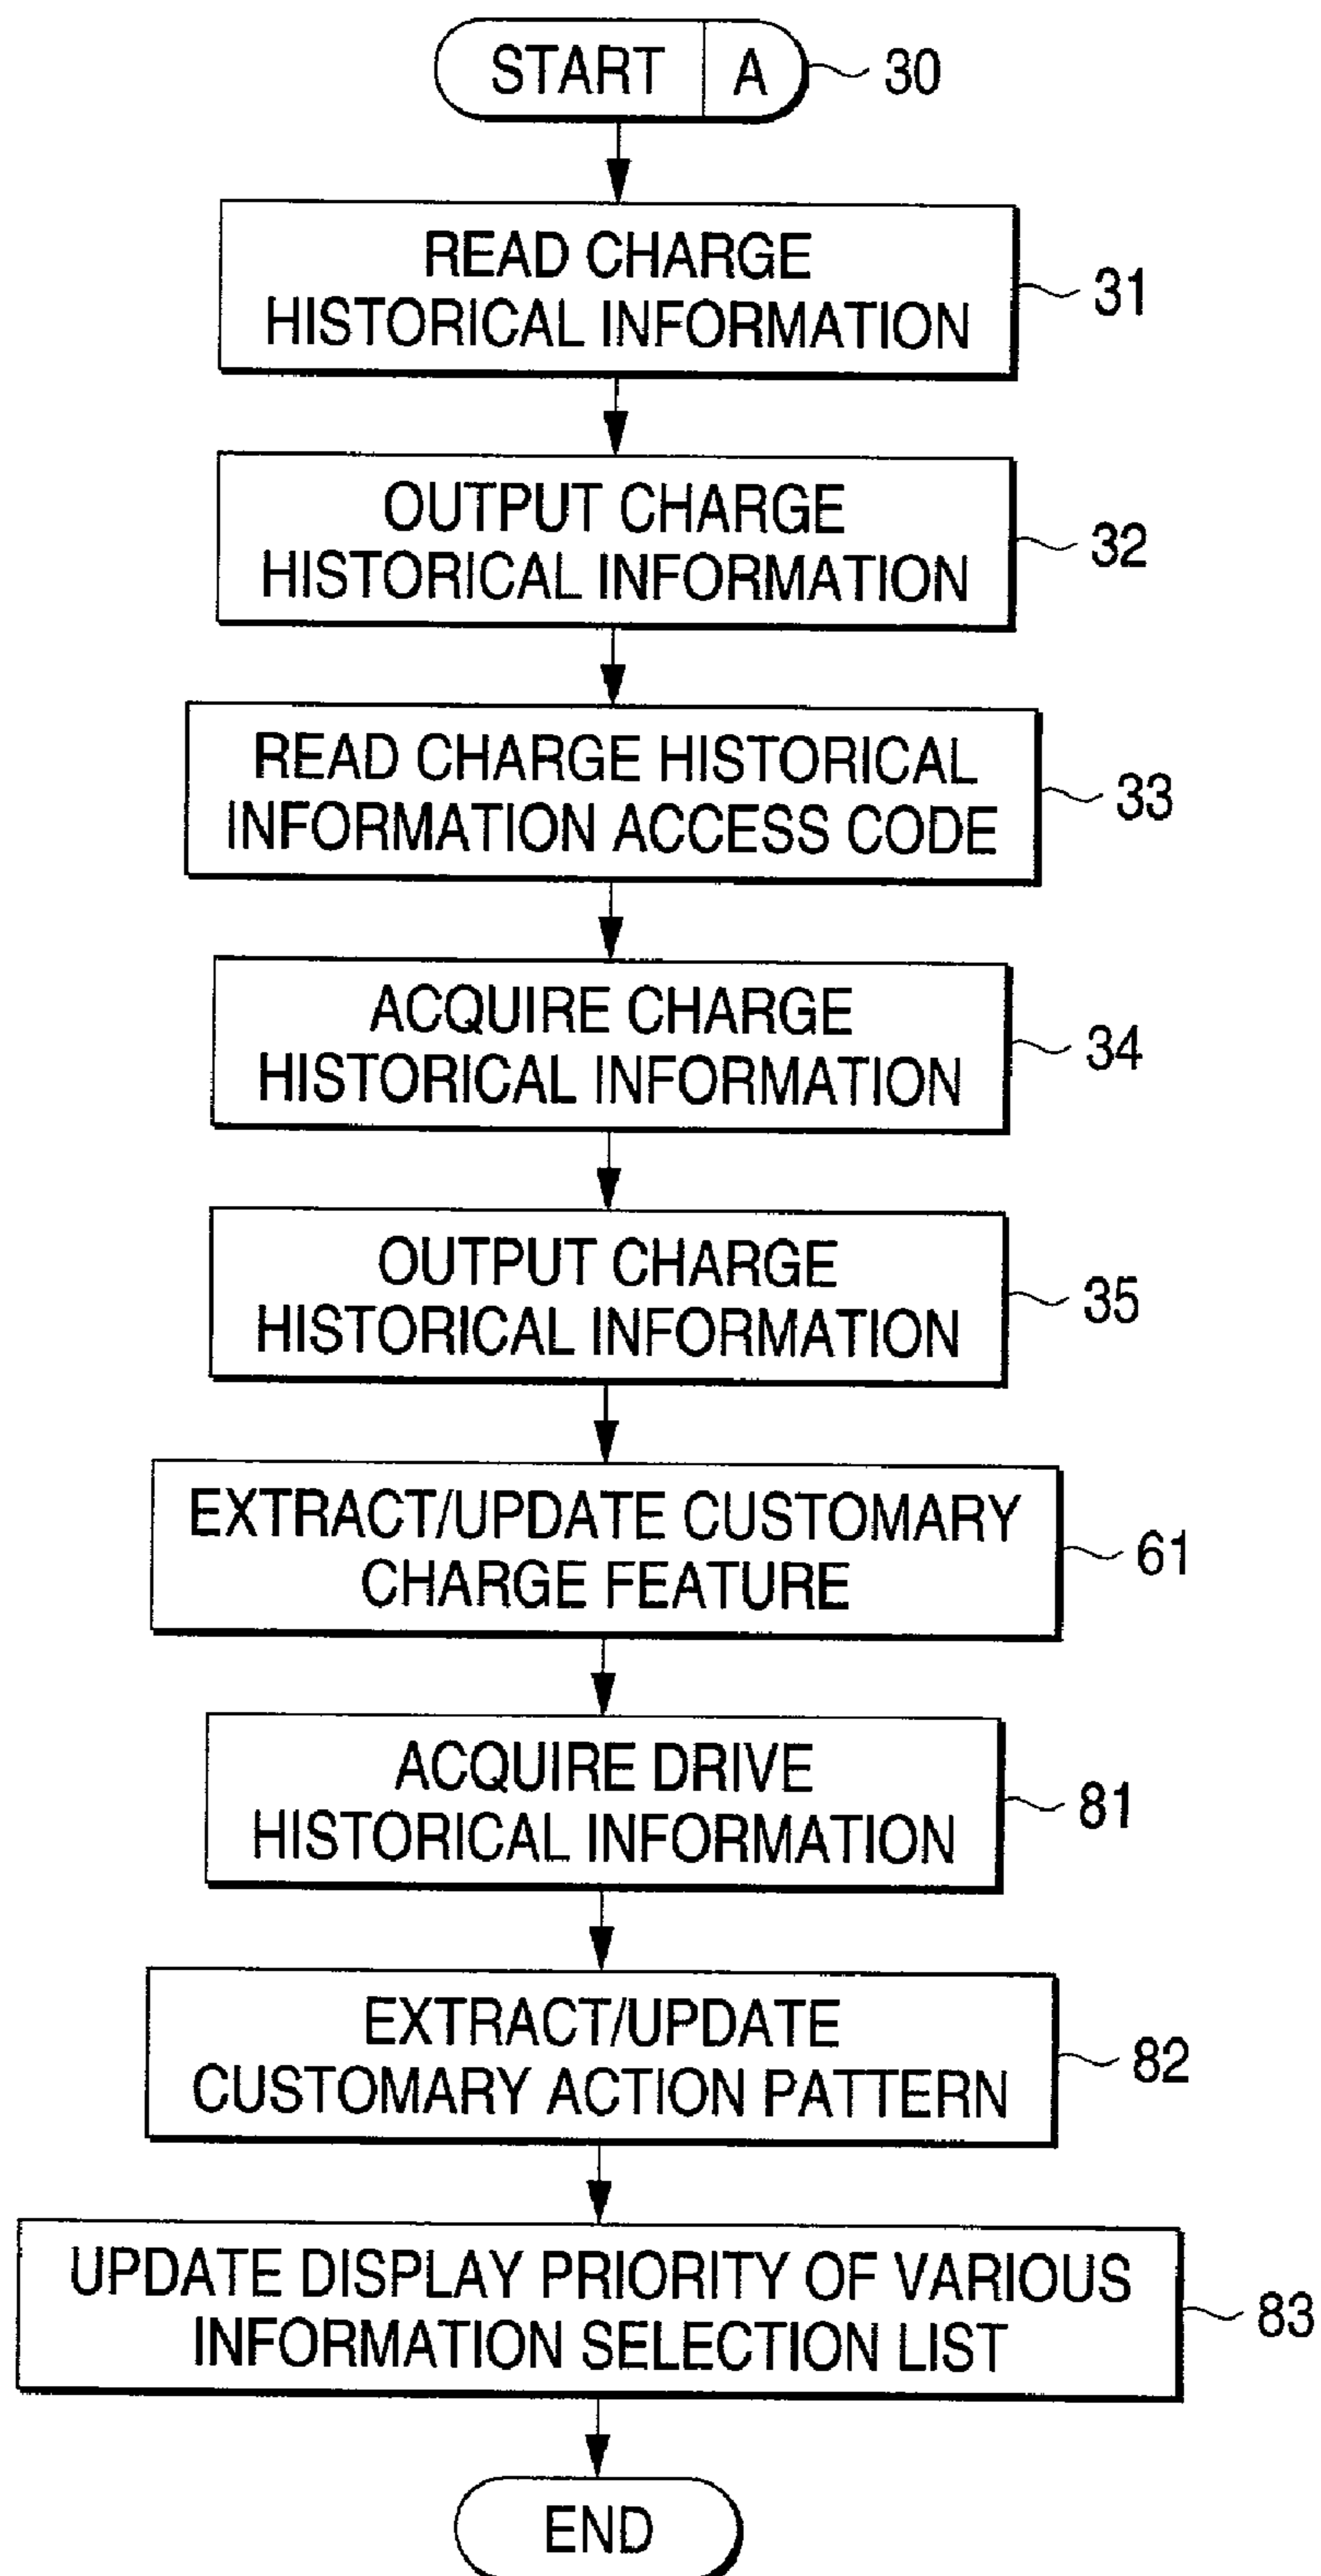 START A 30
READ CHARGE
HISTORICAL INFORMATION
31
OUTPUT CHARGE
HISTORICAL INFORMATION
32
READ CHARGE HISTORICAL
INFORMATION ACCESS CODE
33
ACQUIRE CHARGE
HISTORICAL INFORMATION
34
OUTPUT CHARGE
HISTORICAL INFORMATION
35
EXTRACT/UPDATE CUSTOMARY
CHARGE FEATURE
61
ACQUIRE DRIVE
HISTORICAL INFORMATION
81
EXTRACT/UPDATE
CUSTOMARY ACTION PATTERN
82
UPDATE DISPLAY PRIORITY OF VARIOUS
INFORMATION SELECTION LIST
83
END